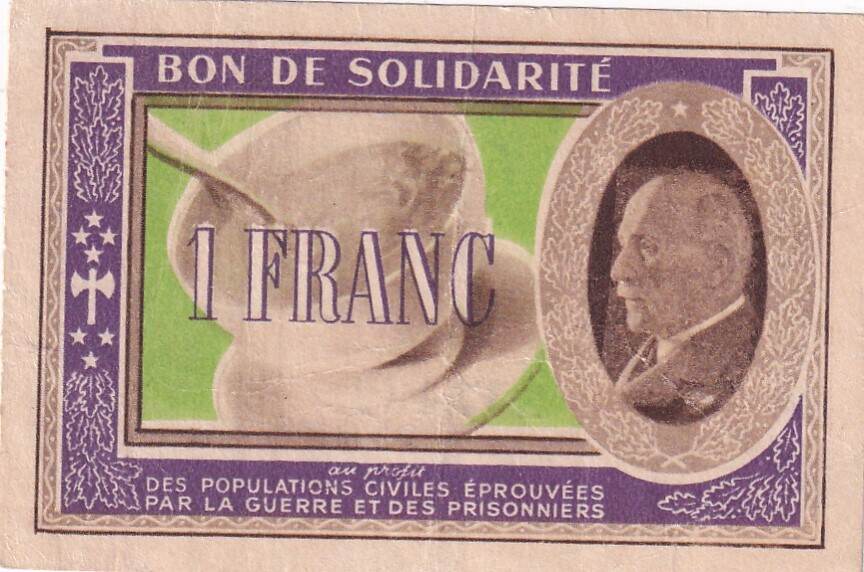 BON DE SOLIDARITÉ
1 FRANC
au profit
DES POPULATIONS CIVILES ÉPROUVÉES
PAR LA GUERRE ET DES PRISONNIERS